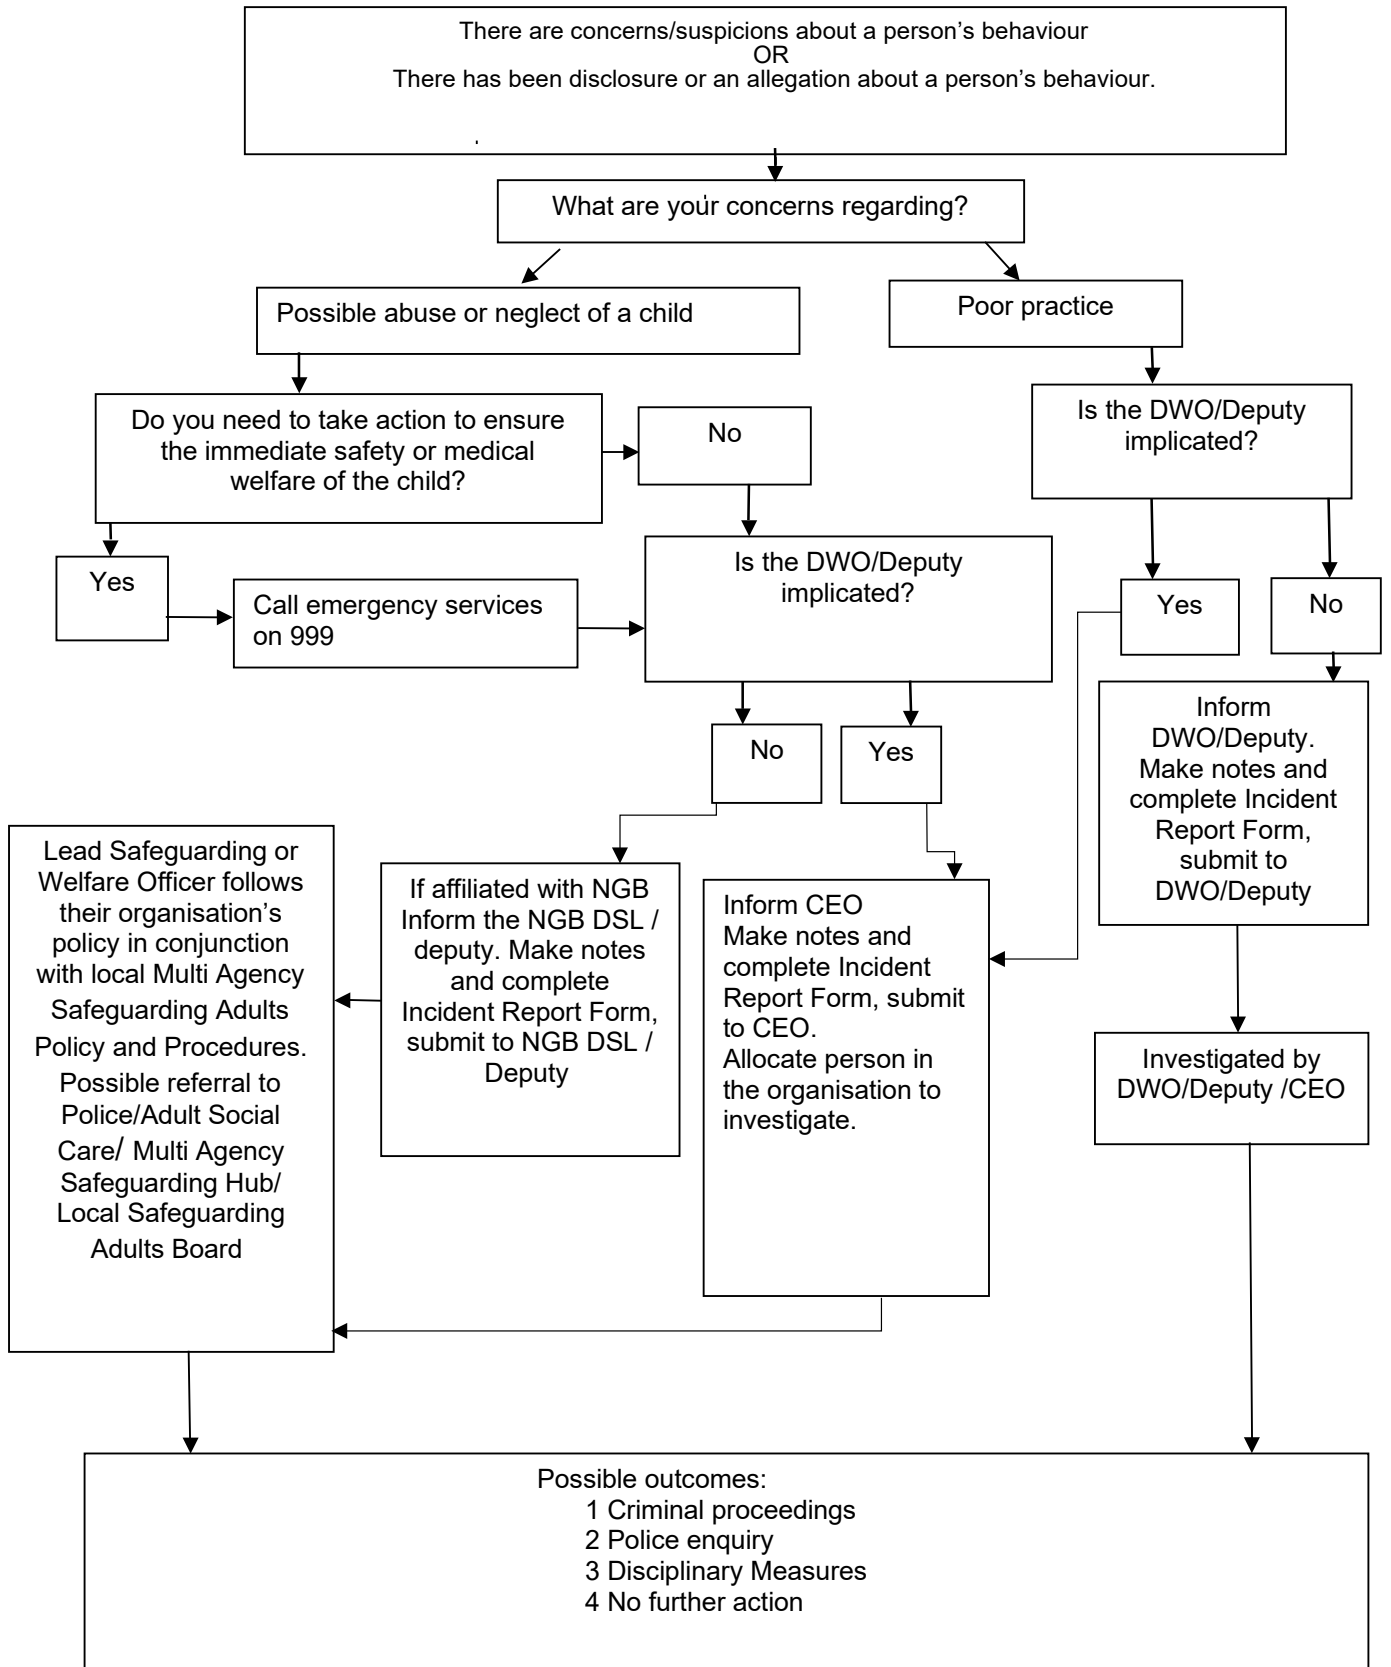 There are concerns/suspicions about a person's behaviour
OR
There has been disclosure or an allegation about a person's behaviour.
.
What are your concerns regarding?
Possible abuse or neglect of a child
Poor practice
Do you need to take action to ensure
the immediate safety or medical
welfare of the child?
No
Is the DWO/Deputy
implicated?
Yes
Call emergency services
on 999
Is the DWO/Deputy
implicated?
Yes
No
No
Yes
Inform
DWO/Deputy.
Make notes and
complete Incident
Report Form,
submit to
DWO/Deputy
Lead Safeguarding or
Welfare Officer follows
their organisation's
policy in conjunction
with local Multi Agency
Safeguarding Adults
Policy and Procedures.
Possible referral to
Police/Adult Social
Care/ Multi Agency
Safeguarding Hub/
Local Safeguarding
Adults Board
If affiliated with NGB
Inform the NGB DSL /
deputy. Make notes
and complete
Incident Report Form,
submit to NGB DSL /
Deputy
Inform CEO
Make notes and
complete Incident
Report Form, submit
to CEO.
Allocate person in
the organisation to
investigate.
Investigated by
DWO/Deputy /CEO
Possible outcomes:
1 Criminal proceedings
2 Police enquiry
3 Disciplinary Measures
4 No further action